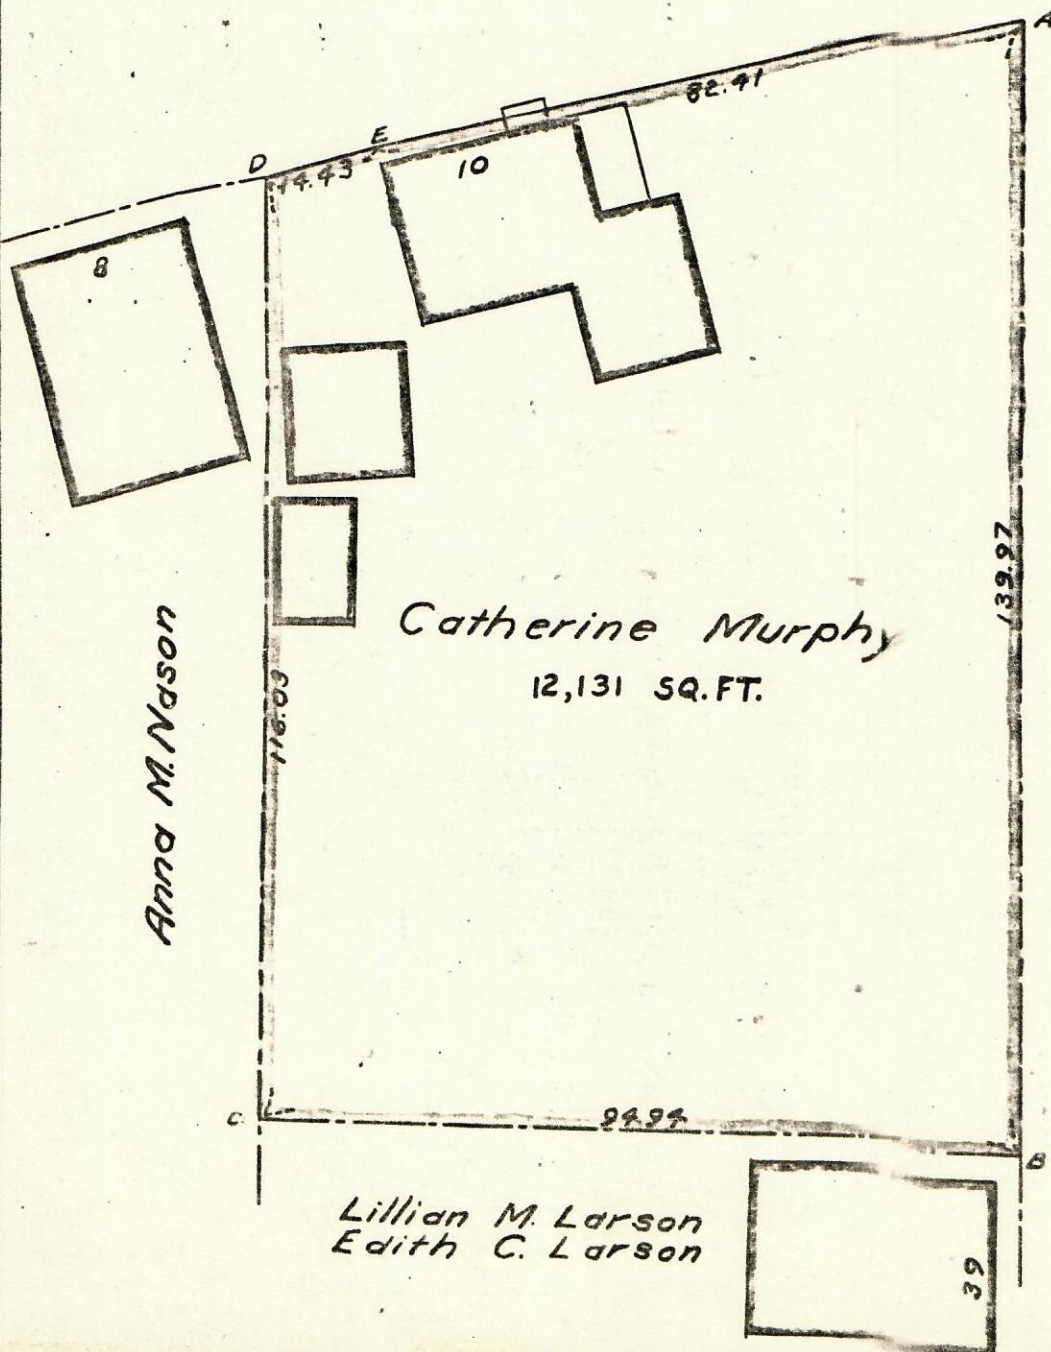 A
82.41
E
D
14.43
10
8
139.97
Catherine Murphy
12,131 SQ.FT.
116.03
Anna M. Nason
C
94.94
B
Lillian M. Larson
Edith C. Larson
39